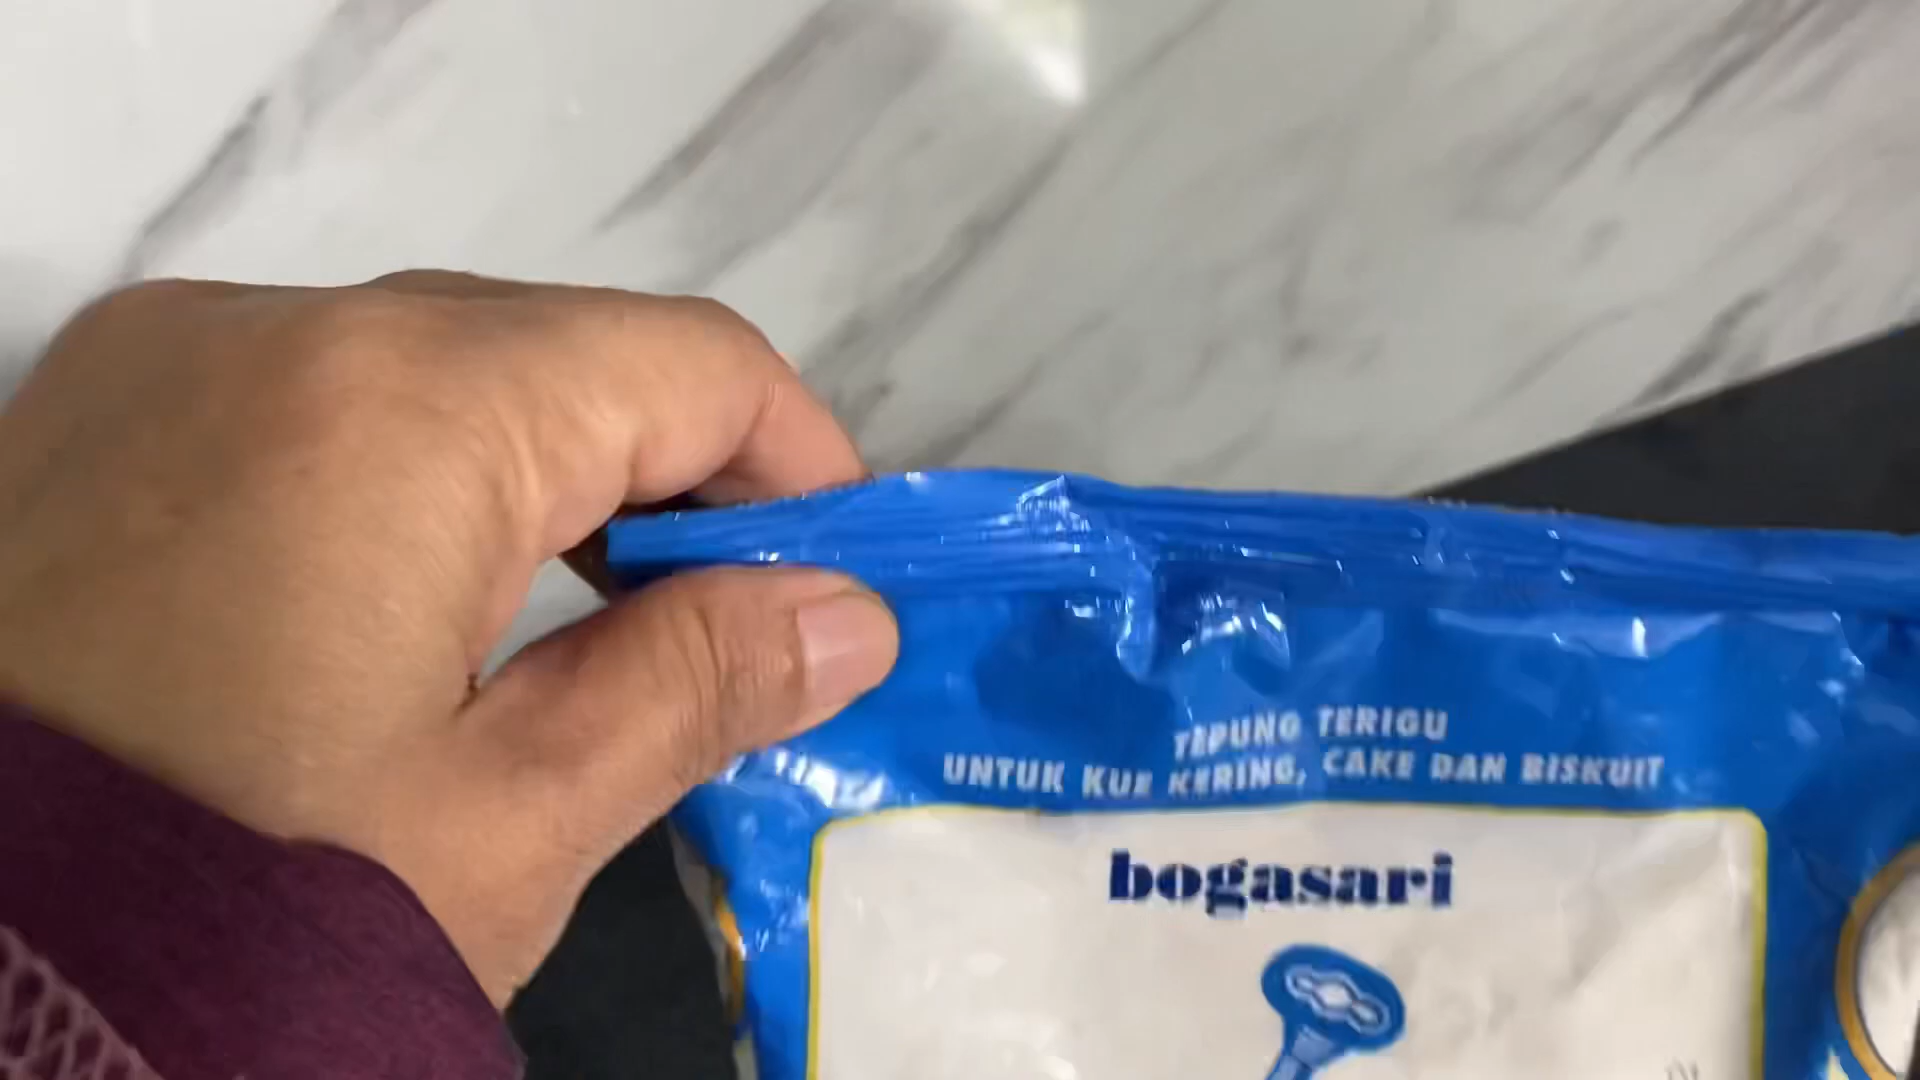 TEPUNG TERIGU
UNTUK KUE KERING, CAKE DAN BISKUIT
bogasari